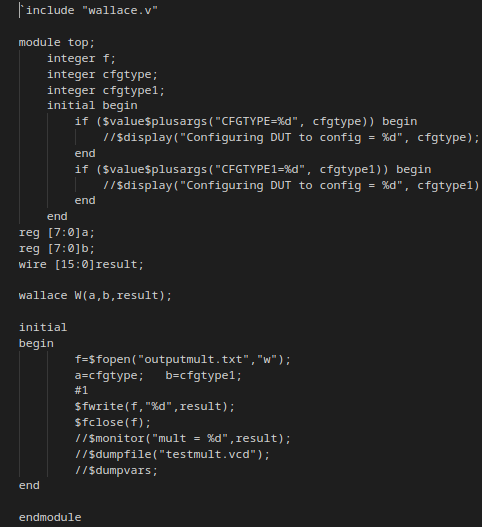 `include "wallace.v"
module top;
integer f;
integer cfgtype;
integer cfgtype1;
initial begin
if ($value$plusargs("CFGTYPE=%d", cfgtype)) begin
//$display("Configuring DUT to config = %d", cfgtype);
end
if ($value$plusargs("CFGTYPE1=%d", cfgtype1)) begin
//$display("Configuring DUT to config = %d", cfgtype1)
end
end
reg [7:0]a;
reg [7:0]b;
wire [15:0]result;
wallace W(a,b,result);
initial
begin
f=$fopen("outputmult.txt","w");
a=cfgtype;   b=cfgtype1;
#1
$fwrite(f,"%d",result);
$fclose(f);
//$monitor("mult = %d",result);
//$dumpfile("testmult.vcd");
//$dumpvars;
end
endmodule